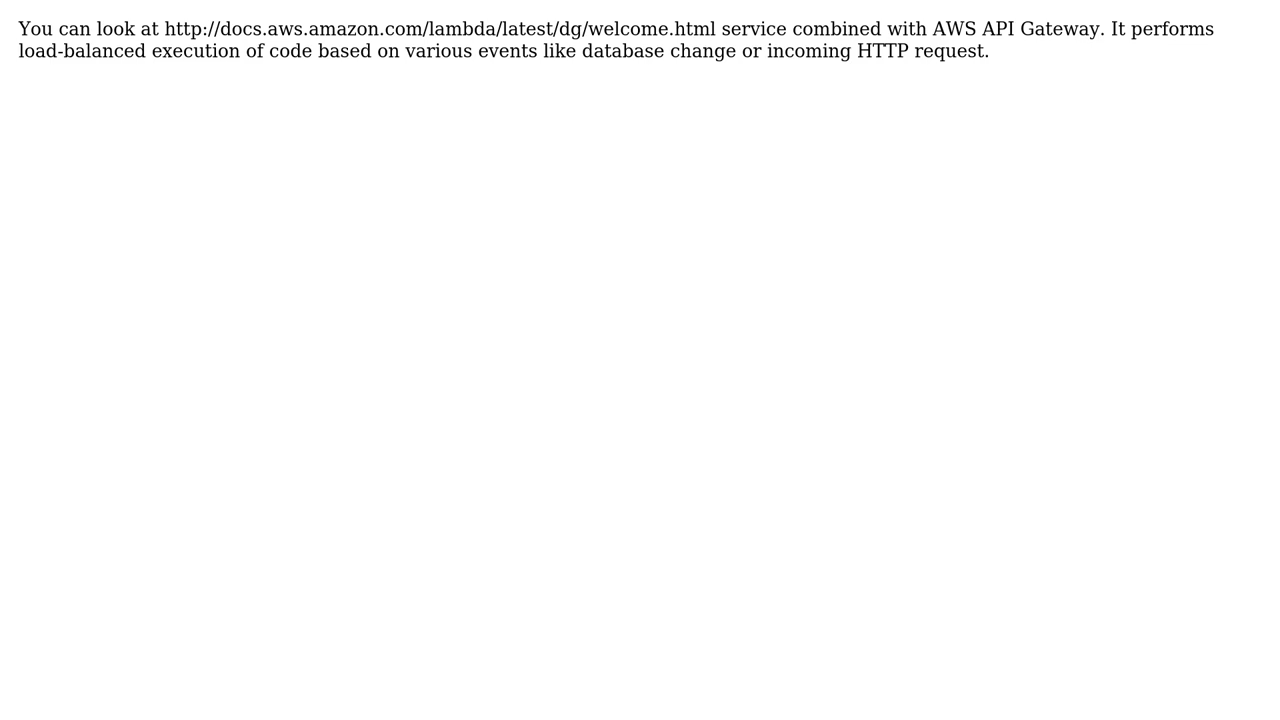 You can look at http://docs.aws.amazon.com/lambda/latest/dg/welcome.html service combined with AWS API Gateway. It performs
load-balanced execution of code based on various events like database change or incoming HTTP request.